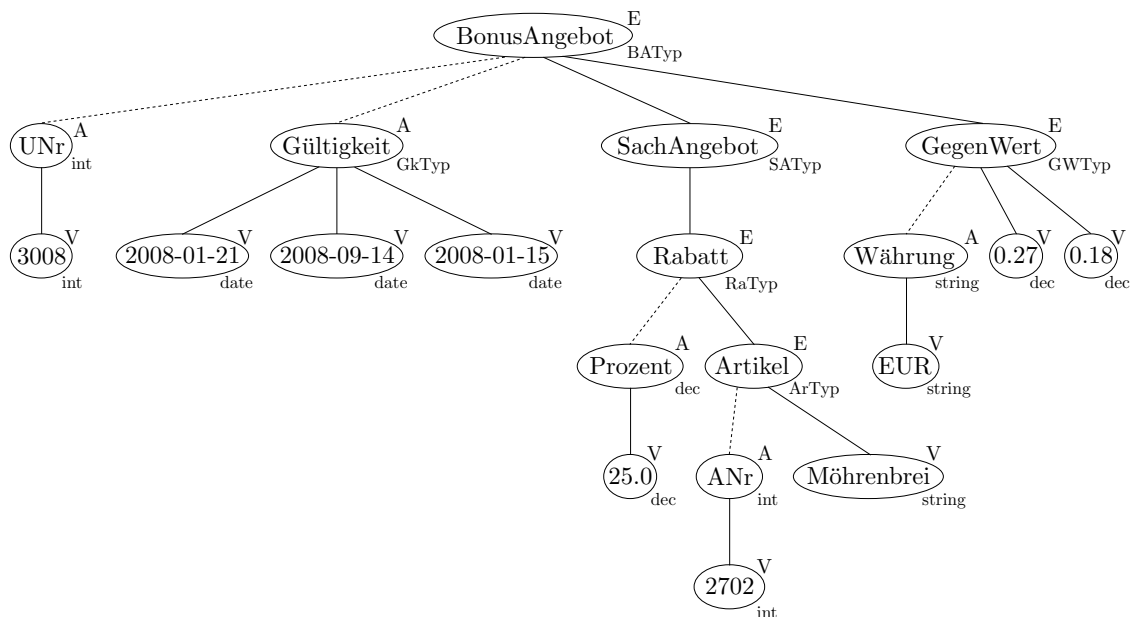 BonusAngebot E BATyp
UNr A int Gültigkeit A GkTyp SachAngebot E SATyp GegenWert E GWTyp
3008 V int 2008-01-21 V date 2008-09-14 V date 2008-01-15 V date Rabatt E RaTyp Währung A string 0.27 V dec 0.18 V dec
Prozent A dec Artikel E ArTyp EUR V string
25.0 V dec ANr A int Möhrenbrei V string
2702 V int